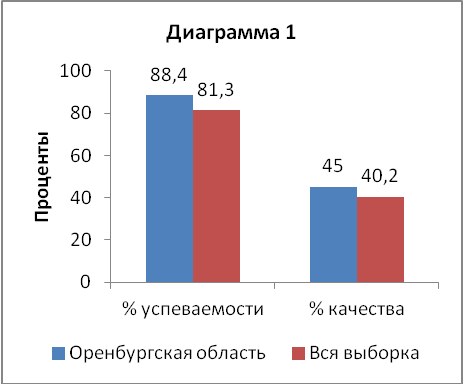 Диаграмма 1
Проценты
100
80
60
40
20
0
88,4
81,3
45
40,2
% успеваемости
% качества
Оренбургская область
Вся выборка